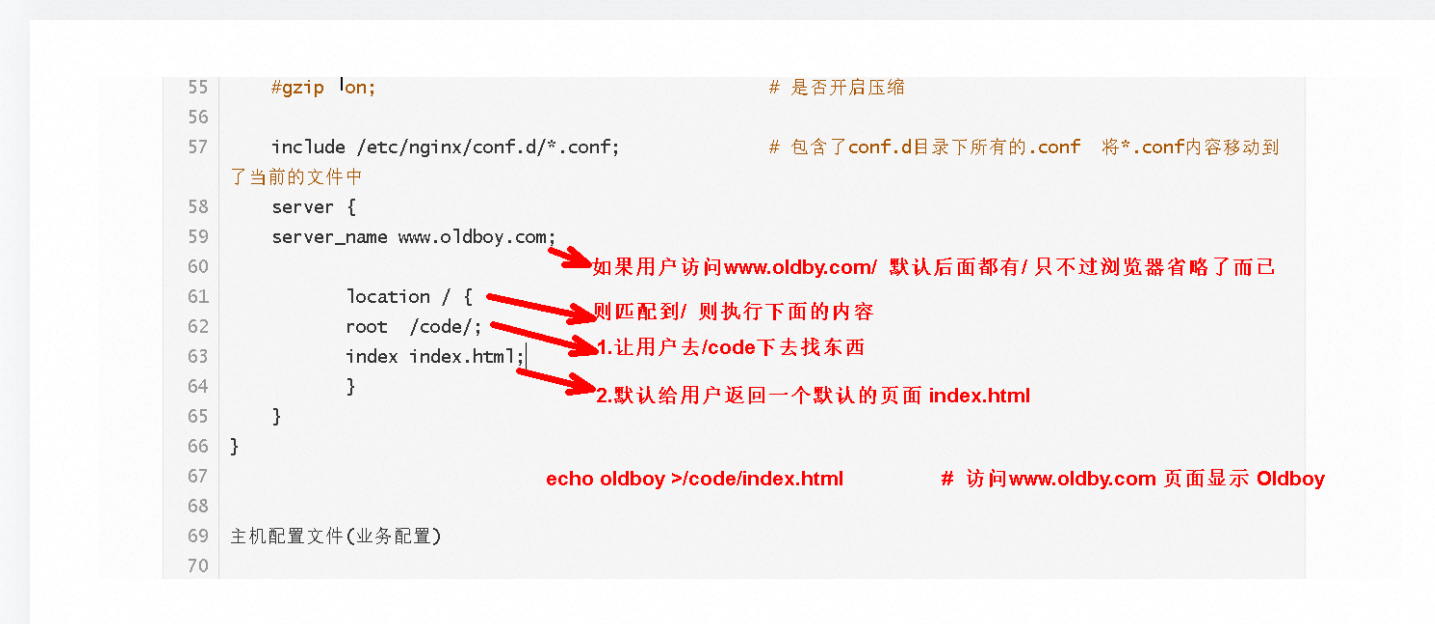 55 #gzip on; # 是否开启压缩
56
57 include /etc/nginx/conf.d/*.conf; # 包含了conf.d目录下所有的.conf 将*.conf内容移动到
了当前的文件中
58 server {
59 server_name www.oldboy.com;
60 如果用户访问www.oldby.com/ 默认后面都有/ 只不过浏览器省略了而已
61 location / { 则匹配到/ 则执行下面的内容
62 root /code/; 1.让用户去/code下去找东西
63 index index.html;
64 } 2.默认给用户返回一个默认的页面 index.html
65 }
66 }
67 echo oldboy >/code/index.html # 访问www.oldby.com 页面显示 Oldboy
68
69 主机配置文件(业务配置)
70